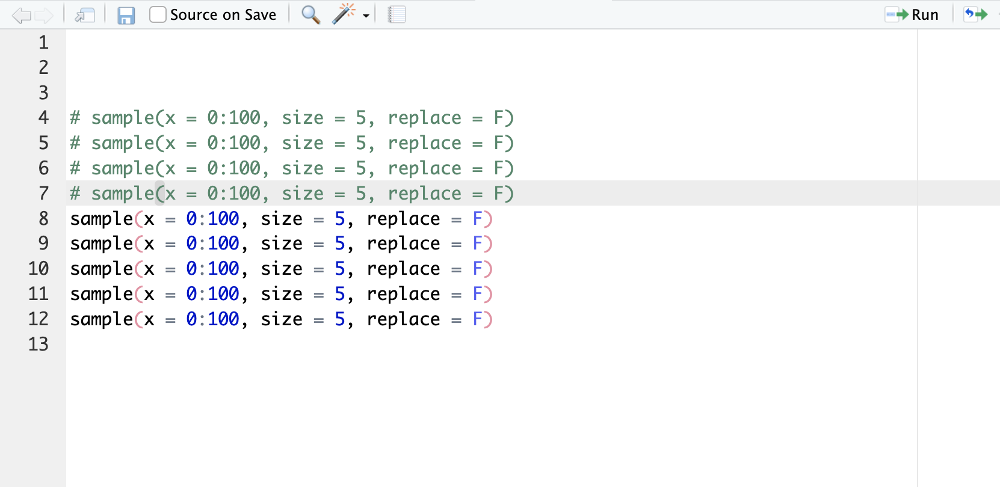 Source on Save
Run
1
2
3
4 # sample(x = 0:100, size = 5, replace = F)
5 # sample(x = 0:100, size = 5, replace = F)
6 # sample(x = 0:100, size = 5, replace = F)
7 # sample(x = 0:100, size = 5, replace = F)
8 sample(x = 0:100, size = 5, replace = F)
9 sample(x = 0:100, size = 5, replace = F)
10 sample(x = 0:100, size = 5, replace = F)
11 sample(x = 0:100, size = 5, replace = F)
12 sample(x = 0:100, size = 5, replace = F)
13